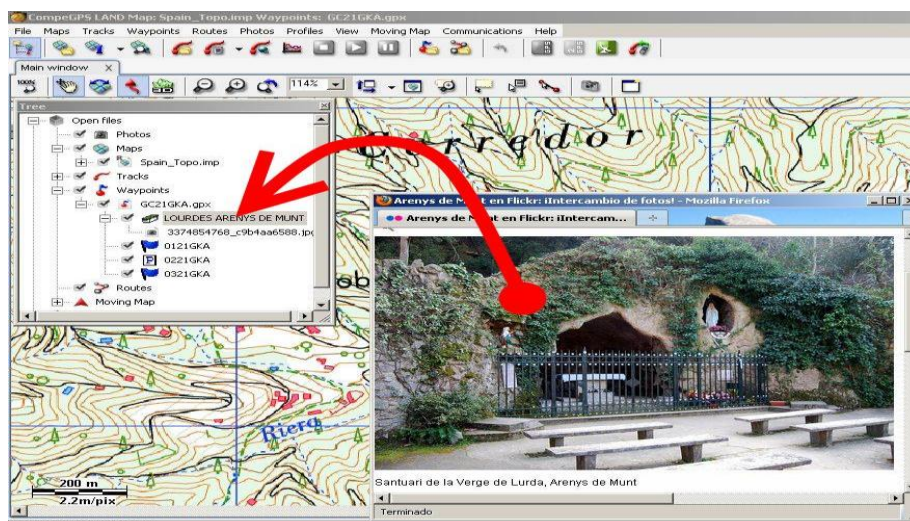 CompeGPS LAND Map: Spain_Topo.imp Waypoints: GC21GKA.gpx
File Maps Tracks Waypoints Routes Photos Profiles View Moving Map Communications Help
Main window X
100% 114%
Tree
Open files
Photos
Maps
Spain_Topo.imp
Tracks
Waypoints
GC21GKA.gpx
LOURDES ARENYS DE MUNT
3374854768_c9b4aa6588.jpg
0121GKA
P 0221GKA
0321GKA
Routes
Moving Map
Arenys de Munt en Flickr: ¡Intercambio de fotos! - Mozilla Firefox
Arenys de Munt en Flickr: ¡Intercam...
Riera
Santuari de la Verge de Lurda, Arenys de Munt
200 m
2.2m/pix
Terminado